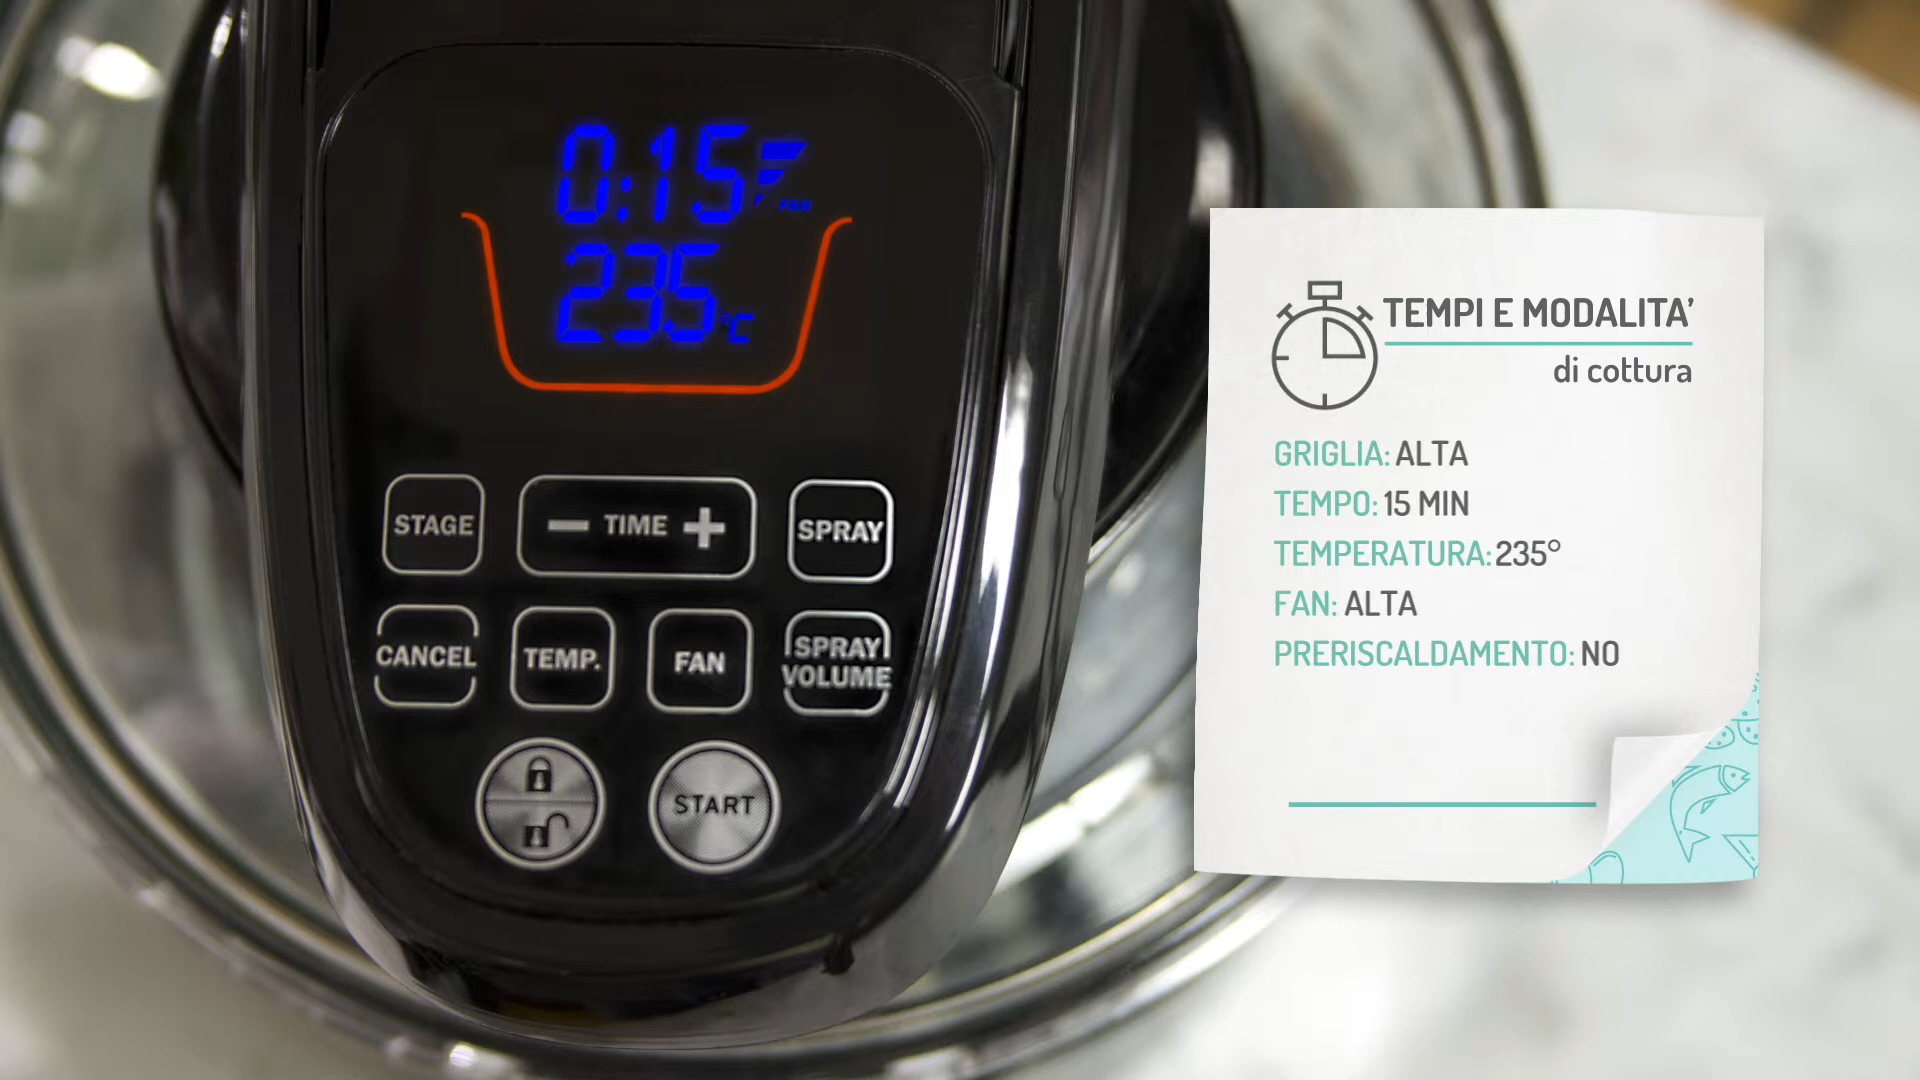 0:15
FAN
235°C
STAGE
– TIME +
SPRAY
CANCEL
TEMP.
FAN
SPRAY
VOLUME
START
TEMPI E MODALITA’
di cottura
GRIGLIA: ALTA
TEMPO: 15 MIN
TEMPERATURA: 235°
FAN: ALTA
PRERISCALDAMENTO: NO